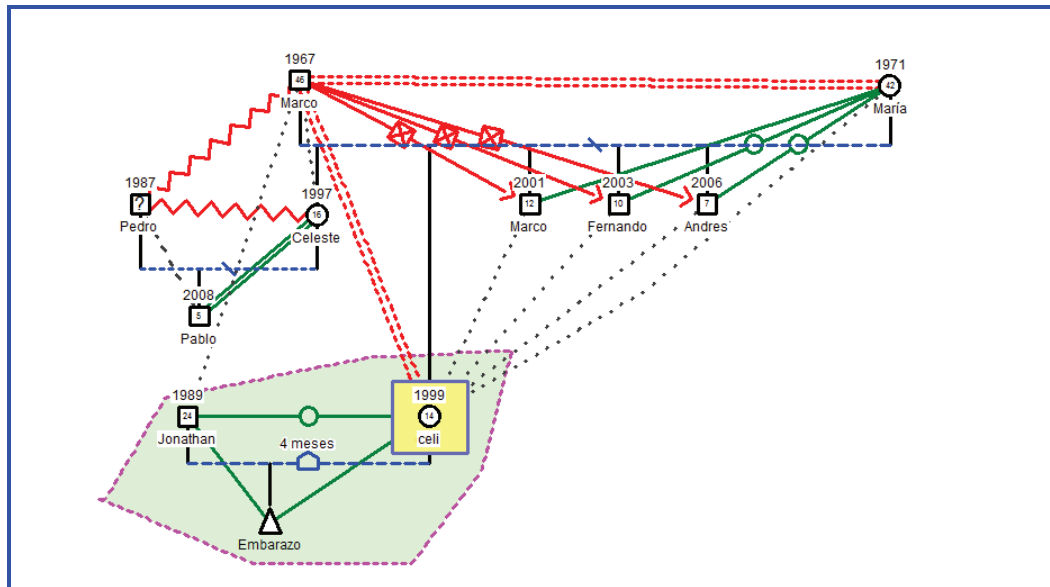 1967
46
Marco
1971
42
María
1987
?
Pedro
1997
16
Celeste
2001
12
Marco
2003
10
Fernando
2006
7
Andres
2008
5
Pablo
1989
24
Jonathan
4 meses
1999
14
celi
Embarazo